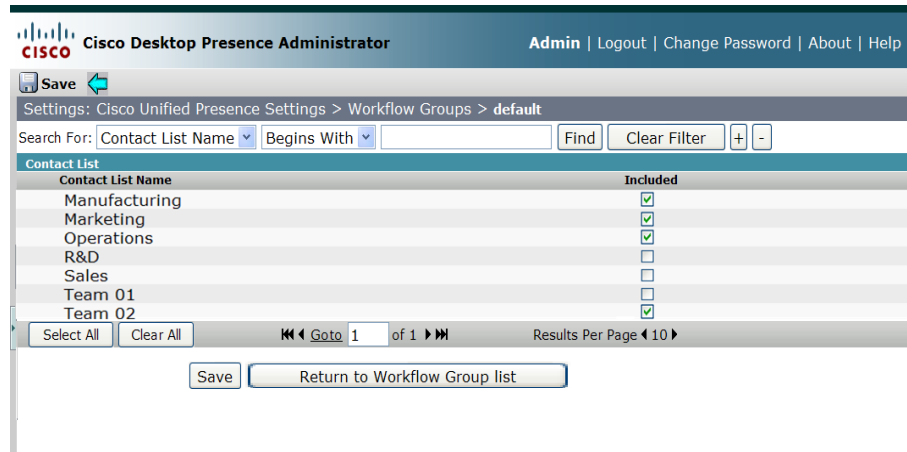 CISCO Cisco Desktop Presence Administrator Admin | Logout | Change Password | About | Help
Save
Settings: Cisco Unified Presence Settings > Workflow Groups > default
Search For: Contact List Name Begins With Find Clear Filter + -
Contact List
Contact List Name Included
Manufacturing
Marketing
Operations
R&D
Sales
Team 01
Team 02
Select All Clear All Goto 1 of 1 Results Per Page 10
Save Return to Workflow Group list